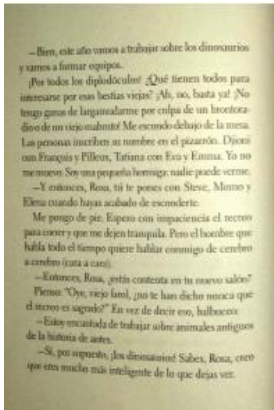 —Bien, este año vamos a trabajar sobre los dinosaurios
y vamos a formar equipos.
¡Por todos los diplodóculos! ¿Qué tienen todos para
interesarse por esas bestias viejas? ¡Ah, no, basta ya! ¡No
tengo ganas de
por culpa de un
o de un viejo
! Me escondo debajo de la mesa.
Las personas inscriben su nombre en el pizarrón. Djioni
con François y
, Tatiana con Eva y Emma. Yo no
me muevo. Soy una pequeña hormiga: nadie puede verme.
—Y entonces, Rosa, tú te pones con Steve, Momo y
Elena cuando hayas acabado de esconderte.
Me pongo de pie. Espero con impaciencia el recreo
para correr y que me dejen tranquila. Pero el hombre que
habla todo el tiempo quiere hablar conmigo de cerebro
a cerebro (cara a cara).
—Entonces, Rosa, ¿estás contenta en tu nuevo salón?
Pienso: "Oye, viejo farol, ¿no te han dicho nunca que
el recreo es sagrado?" En vez de decir eso, balbuceo:
—Estoy encantada de trabajar sobre animales antiguos
de la historia de antes.
—Sí, por supuesto, ¡los dinosaurios! Sabes, Rosa, creo
que eres mucho más inteligente de lo que dejas ver.